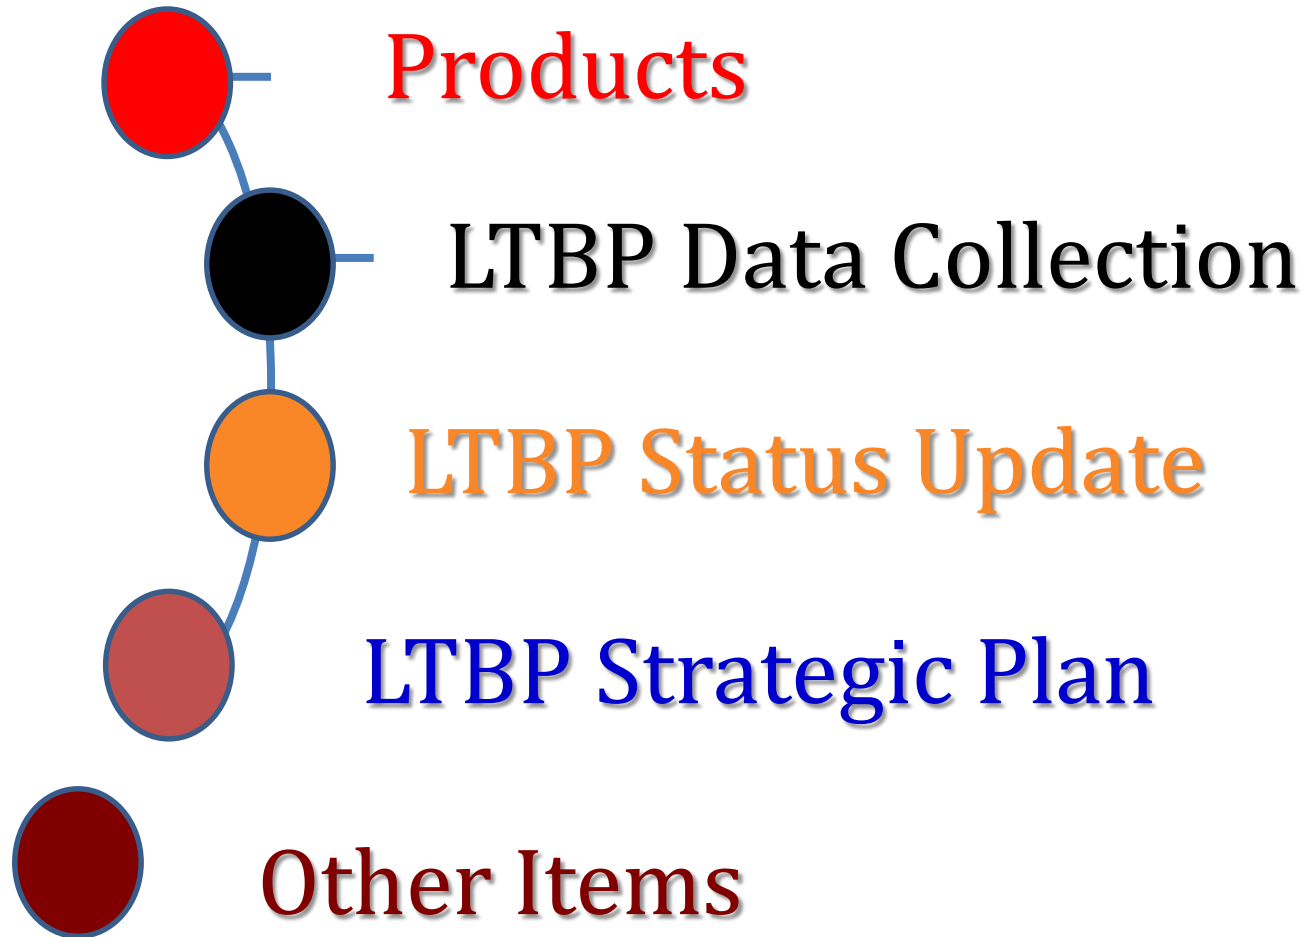 Products
LTBP Data Collection
LTBP Status Update
LTBP Strategic Plan
Other Items